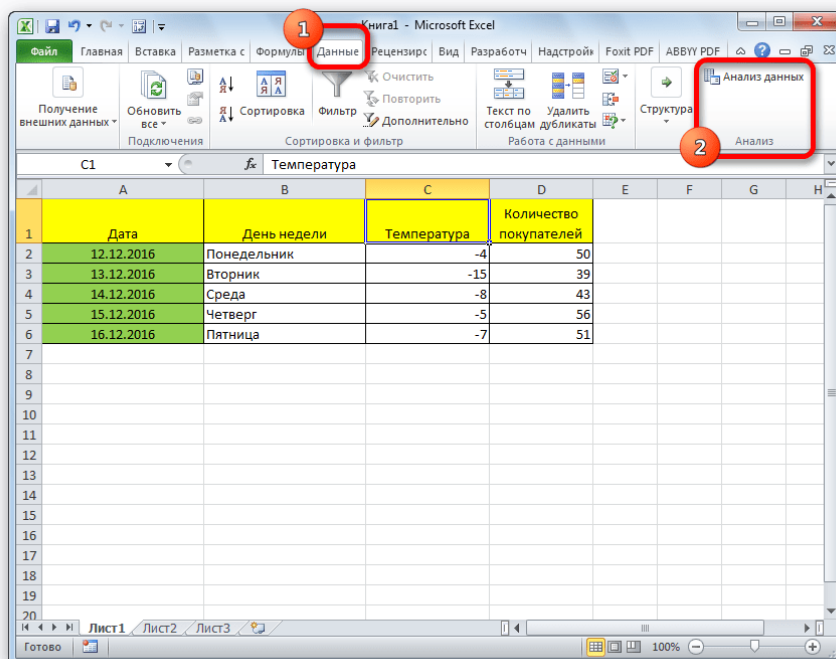 1
Книга1 - Microsoft Excel
Файл Главная Вставка Разметка с Формулы Данные Рецензирс Вид Разработч Надстройк Foxit PDF ABBYY PDF
Получение внешних данных
Обновить все
Подключения
Сортировка
Фильтр
Очистить
Повторить
Дополнительно
Сортировка и фильтр
Текст по столбцам
Удалить дубликаты
Работа с данными
Структура
Анализ данных
Анализ
2
C1 fx Температура
A B C D E F G H
1 Дата День недели Температура Количество покупателей
2 12.12.2016 Понедельник -4 50
3 13.12.2016 Вторник -15 39
4 14.12.2016 Среда -8 43
5 15.12.2016 Четверг -5 56
6 16.12.2016 Пятница -7 51
7
8
9
10
11
12
13
14
15
16
17
18
19
20
Лист1 Лист2 Лист3
Готово 100%